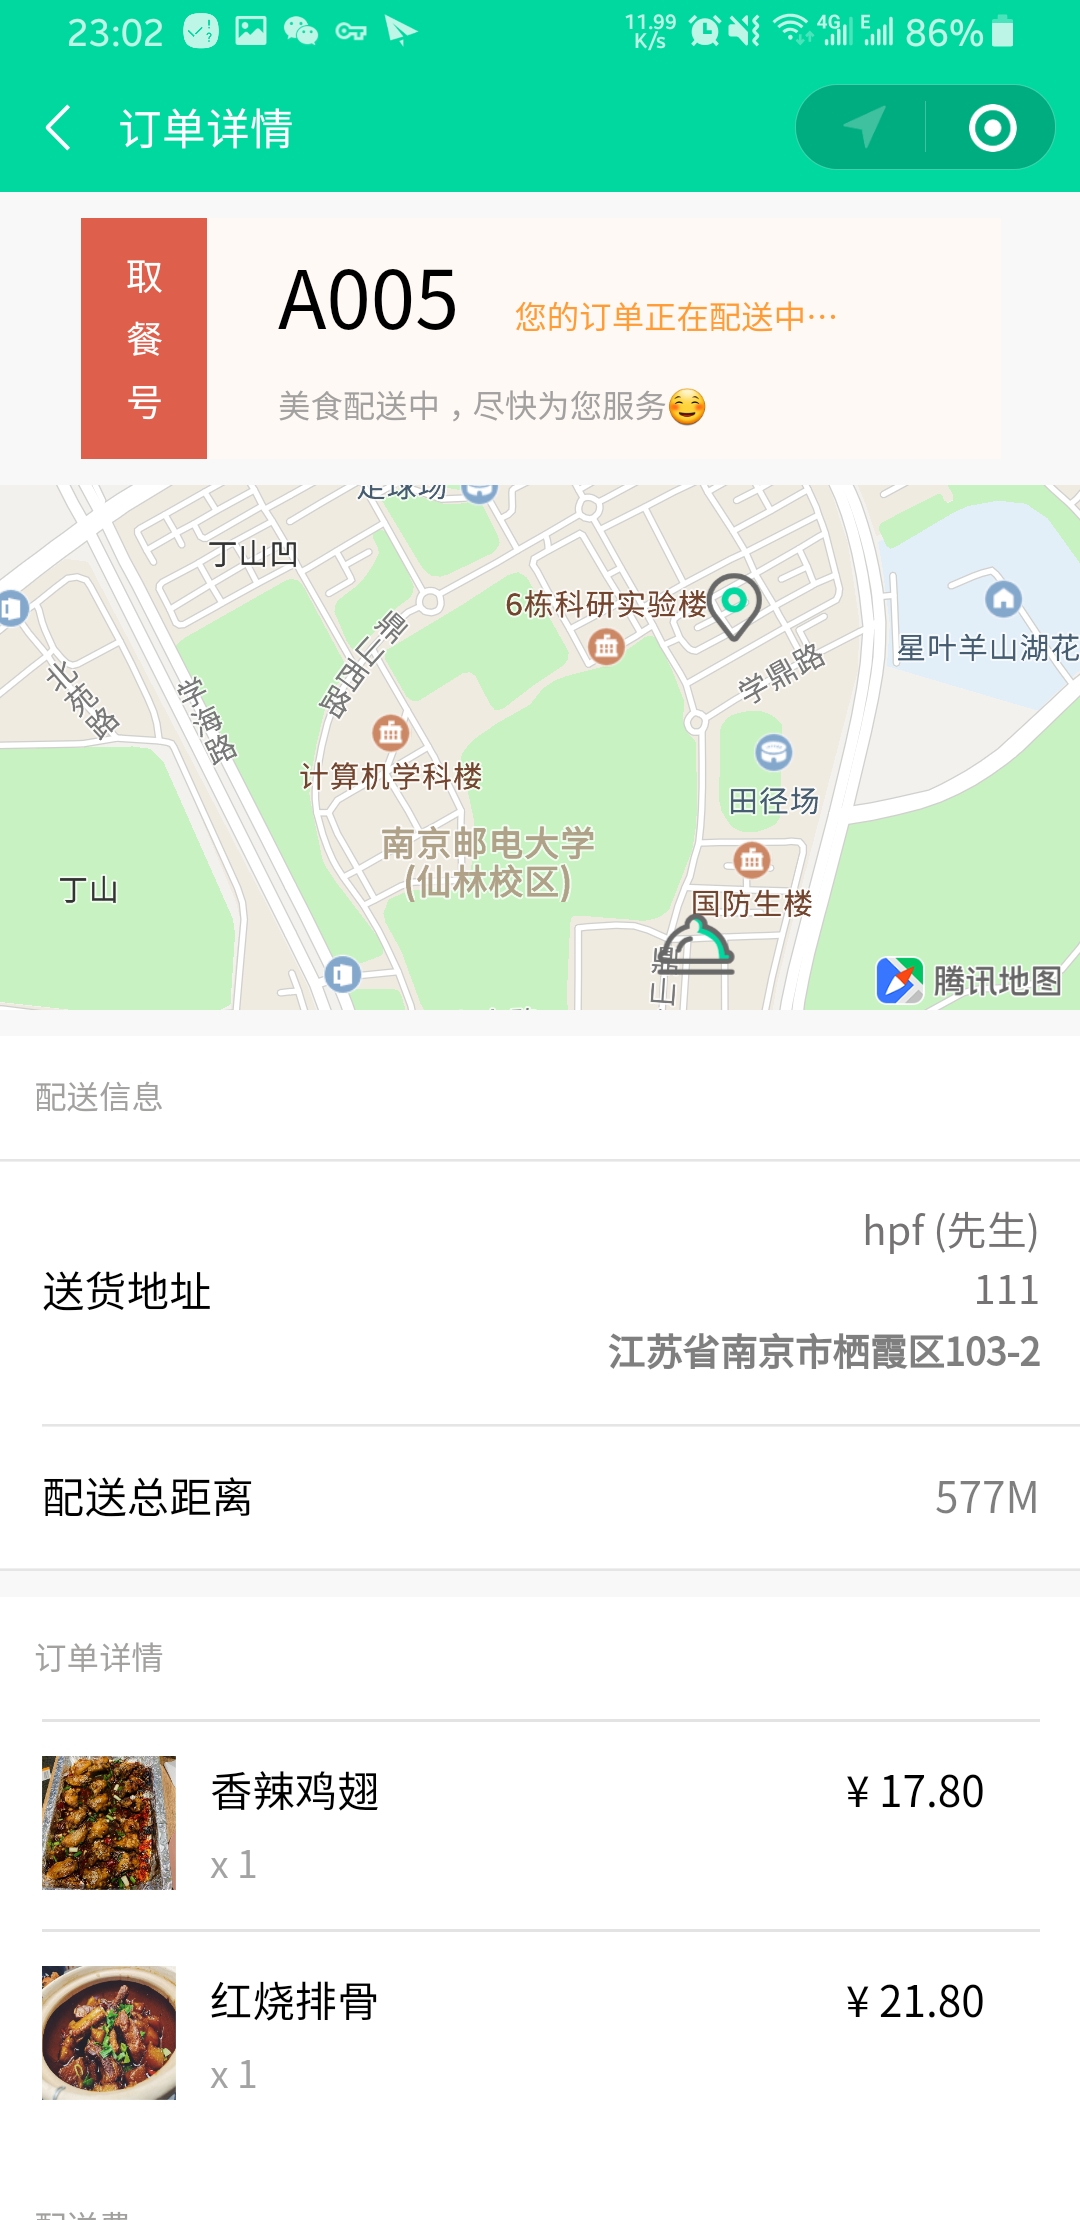 23:02
11.99
K/s
4G
E
86%
订单详情
取
餐
号
A005
您的订单正在配送中…
美食配送中，尽快为您服务😊
足球场
丁山凹
6栋科研实验楼
鼎山西路
北苑路
学海路
学鼎路
星叶羊山湖花
计算机学科楼
田径场
南京邮电大学
(仙林校区)
丁山
国防生楼
鼎山
腾讯地图
配送信息
hpf (先生)
送货地址
111
江苏省南京市栖霞区103-2
配送总距离
577M
订单详情
香辣鸡翅
¥ 17.80
x 1
红烧排骨
¥ 21.80
x 1
配送费